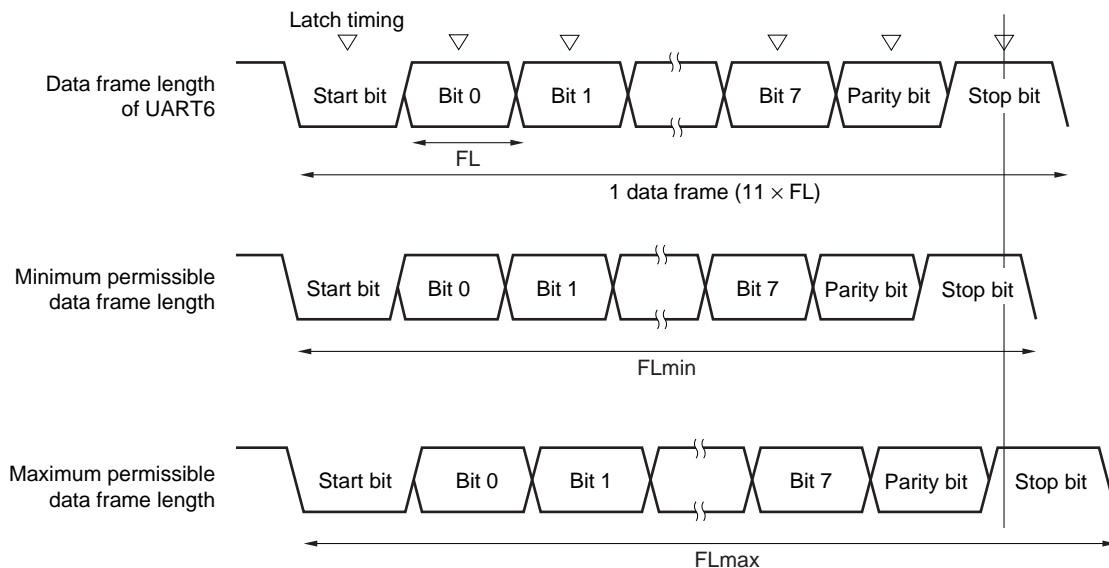 Latch timing
Data frame length
of UART6
Start bit
Bit 0
Bit 1
Bit 7
Parity bit
Stop bit
FL
1 data frame (11 × FL)
Minimum permissible
data frame length
Start bit
Bit 0
Bit 1
Bit 7
Parity bit
Stop bit
FLmin
Maximum permissible
data frame length
Start bit
Bit 0
Bit 1
Bit 7
Parity bit
Stop bit
FLmax